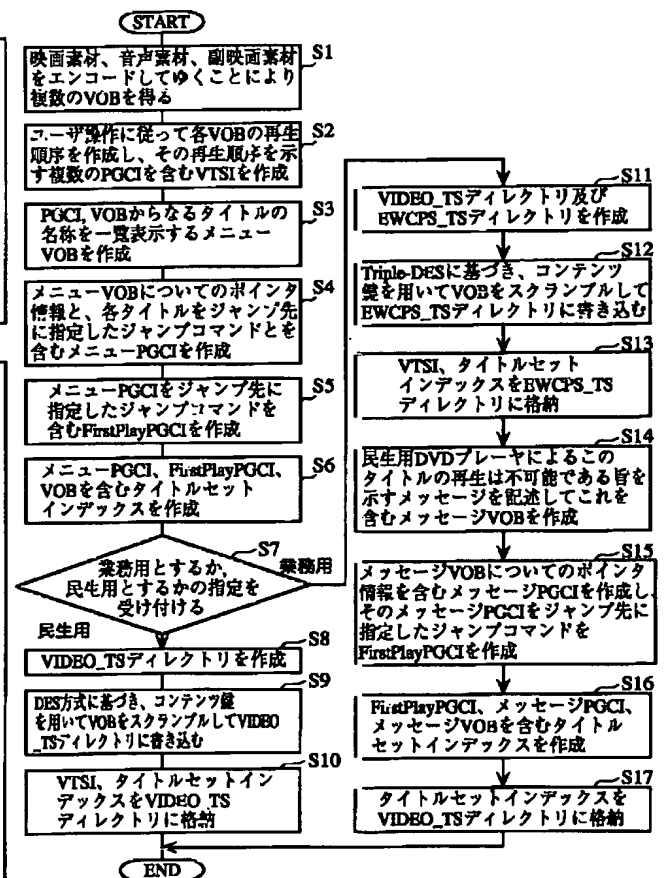 START
S1
映画素材、音声素材、副映画素材
をエンコードしてゆくことにより
複数のVOBを得る
S2
ユーザ操作に従って各VOBの再生
順序を作成し、その再生順序を示
す複数のPGCIを含むVTSIを作成
S3
PGCI, VOBからなるタイトルの
名称を一覧表示するメニュー
VOBを作成
S4
メニューVOBについてのポインタ
情報と、各タイトルをジャンプ先
に指定したジャンプコマンドとを
含むメニューPGCIを作成
S5
メニューPGCIをジャンプ先に
指定したジャンプコマンドを
含むFirstPlayPGCIを作成
S6
メニューPGCI、FirstPlayPGCI、
VOBを含むタイトルセット
インデックスを作成
S7
業務用とするか,
民生用とするかの指定を
受け付ける
業務用
民生用
S8
VIDEO_TSディレクトリを作成
S9
DES方式に基づき、コンテンツ鍵
を用いてVOBをスクランブルしてVIDEO
_TSディレクトリに書き込む
S10
VTSI、タイトルセットイン
デックスをVIDEO_TS
ディレクトリに格納
END
S11
VIDEO_TSディレクトリ及び
EWCPS_TSディレクトリを作成
S12
Triple-DESに基づき、コンテンツ
鍵を用いてVOBをスクランブルして
EWCPS_TSディレクトリに書き込む
S13
VTSI、タイトルセット
インデックスをEWCPS_TS
ディレクトリに格納
S14
民生用DVDプレーヤによるこの
タイトルの再生は不可能である旨を
示すメッセージを記述してこれを
含むメッセージVOBを作成
S15
メッセージVOBについてのポインタ
情報を含むメッセージPGCIを作成し、
そのメッセージPGCIをジャンプ先に
指定したジャンプコマンドを
FirstPlayPGCIに作成
S16
FirstPlayPGCI、メッセージPGCI、
メッセージVOBを含むタイトル
セットインデックスを作成
S17
タイトルセットインデックスを
VIDEO_TSディレクトリに格納